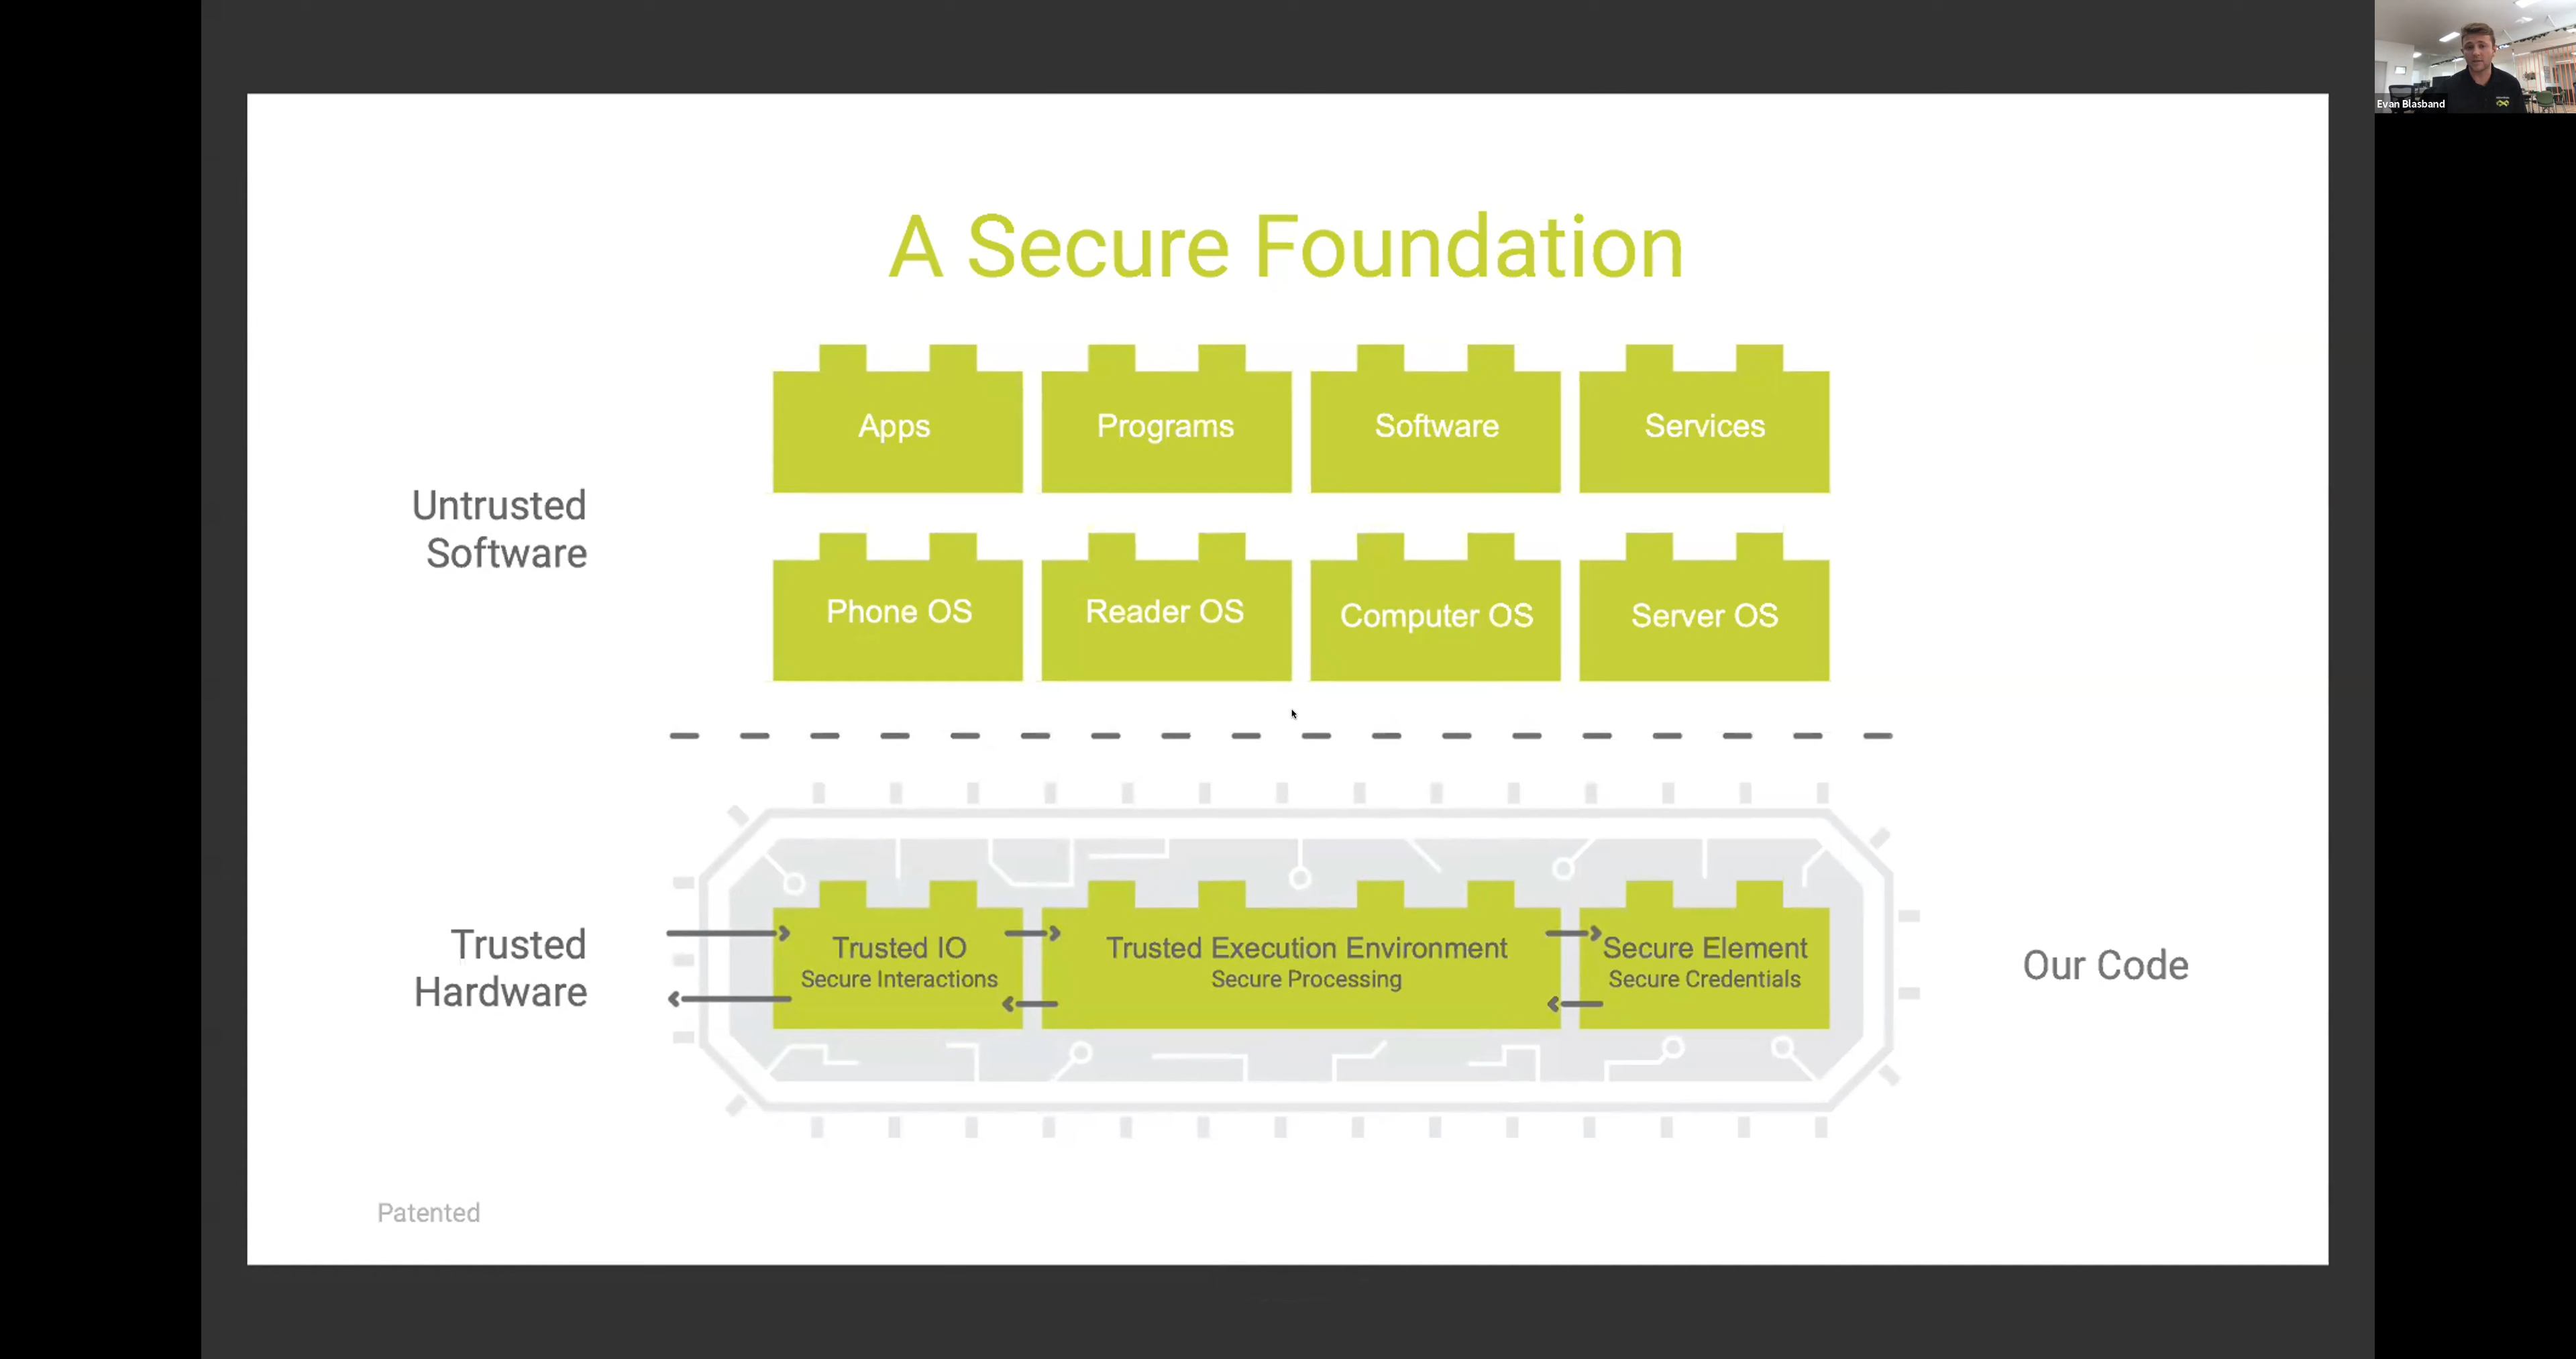 Evan Blasband
A Secure Foundation
Apps
Programs
Software
Services
Untrusted
Software
Phone OS
Reader OS
Computer OS
Server OS
Trusted
Hardware
Trusted IO
Secure Interactions
Trusted Execution Environment
Secure Processing
Secure Element
Secure Credentials
Our Code
Patented